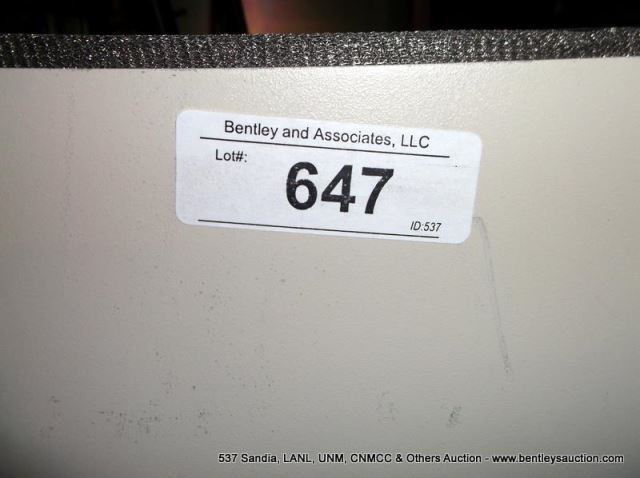 Bentley and Associates, LLC
Lot#:
647
ID:537
537 Sandia, LANL, UNM, CNMCC & Others Auction - www.bentleysauction.com